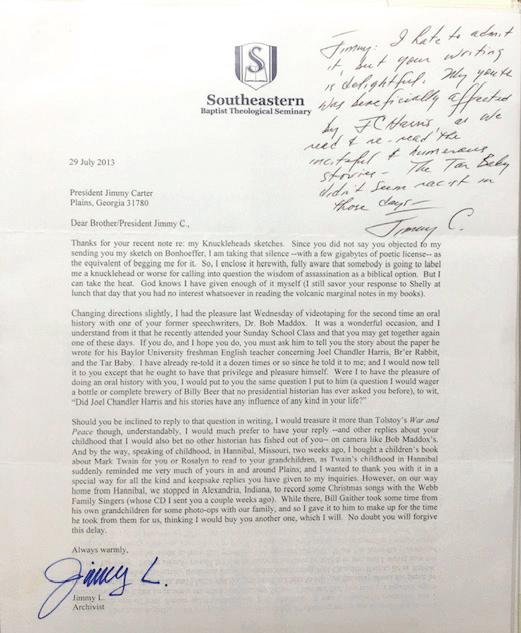 Jimmy: I hate to admit
it but your writing
is delightful. My youth
was beneficially affected
by JC Harris as we
read & re-read the
inciteful & humorous
stories – The Tar Baby
didn't seem racist in
those days —
Jimmy C.
S
Southeastern
Baptist Theological Seminary
29 July 2013
President Jimmy Carter
Plains, Georgia 31780
Dear Brother/President Jimmy C.,
Thanks for your recent note re: my Knuckleheads sketches. Since you did not say you objected to my
sending you my sketch on Bonhoeffer, I am taking that silence --with a few gigabytes of poetic license-- as
as the equivalent of begging me for it. So, I enclose it herewith, fully aware that somebody is going to label
me a knucklehead or worse for calling into question the wisdom of assassination as a biblical option. But I
can take the heat. God knows I have given enough of it myself (I still savor your response to Shelly at
lunch that day that you had no interest whatsoever in reading the volcanic marginal notes in my books).
Changing directions slightly, I had the pleasure last Wednesday of videotaping for the second time an oral
history with one of your former speechwriters, Dr. Bob Maddox. It was a wonderful occasion, and I
understand from it that he recently attended your Sunday School Class and that you may get together again
one of these days. If you do, and I hope you do, you must ask him to tell you the story about the paper he
wrote for his Baylor University freshman English teacher concerning Joel Chandler Harris, Br'er Rabbit,
and the Tar Baby. I have already re-told it a dozen times or so since he told it to me; and I would now tell
it to you except that he ought to have that privilege and pleasure himself. Were I to have the pleasure of
doing an oral history with you, I would put to you the same question I put to him (a question I would wager
a bottle or complete brewery of Billy Beer that no presidential historian has ever asked you before), to wit,
"Did Joel Chandler Harris and his stories have any influence of any kind in your life?"
Should you be inclined to reply to that question in writing, I would treasure it more than Tolstoy's War and
Peace though, understandably, I would much prefer to have your reply --and other replies about your
childhood that I would also bet no other historian has fished out of you-- on camera like Bob Maddox's.
And by the way, speaking of childhood, in Hannibal, Missouri, two weeks ago, I bought a children's book
about Mark Twain for you or Rosalyn to read to your grandchildren, as Twain's childhood in Hannibal
suddenly reminded me very much of yours in and around Plains; and I wanted to thank you with it in a
special way for all the kind and keepsake replies you have given to my inquiries. However, on our way
home from Hannibal, we stopped in Alexandria, Indiana, to record some Christmas songs with the Webb
Family Singers (whose CD I sent you a couple weeks ago). While there, Bill Gaither took some time from
his own grandchildren for some photo-ops with our family, and so I gave it to him to make up for the time
he took from them for us, thinking I would buy you another one, which I will. No doubt you will forgive
this delay.
Always warmly,
Jimmy L.
Jimmy L.
Archivist